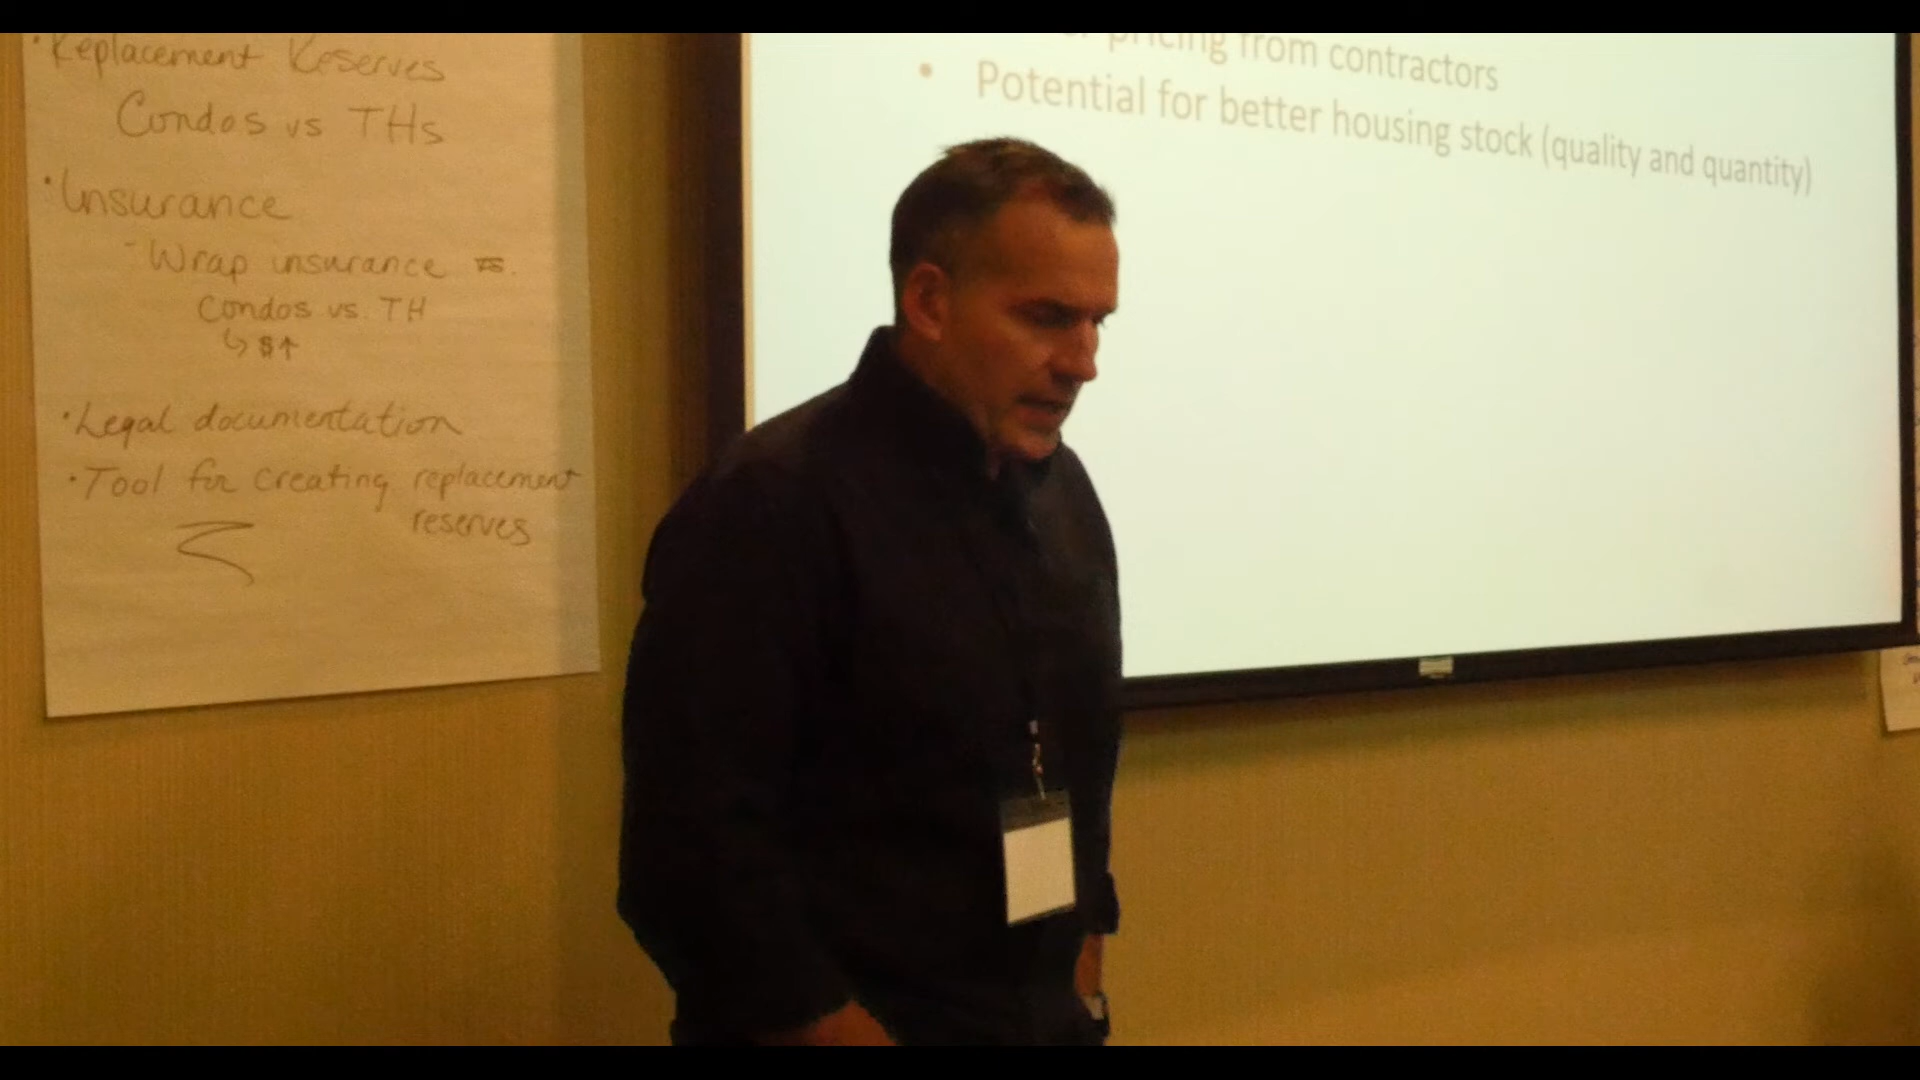 • Replacement Reserves
Condos vs THs
• Insurance
- Wrap insurance vs.
Condos vs. TH
↳ $↑
• Legal documentation
• Tool for creating replacement
reserves
pricing from contractors
• Potential for better housing stock (quality and quantity)